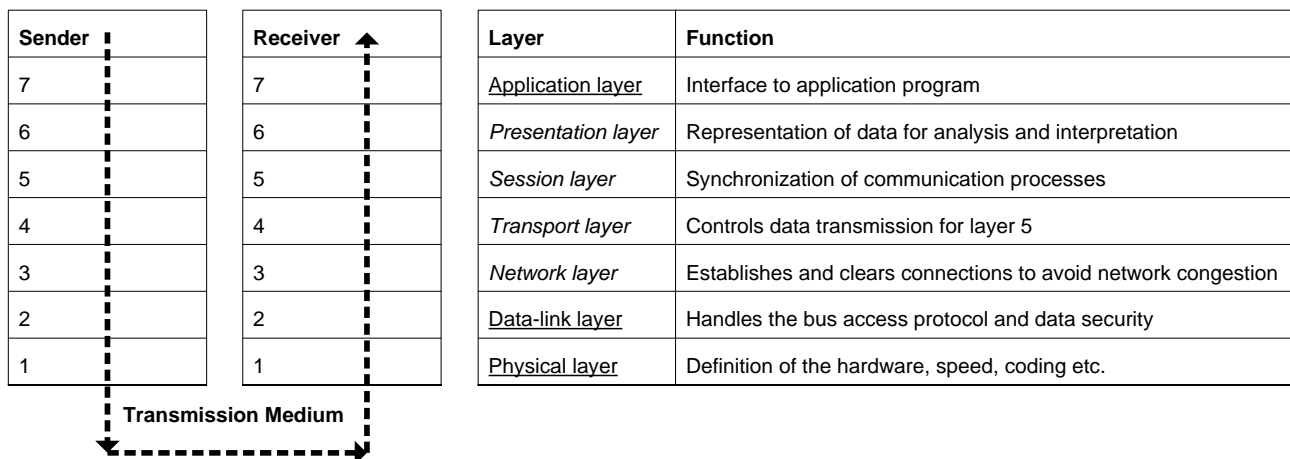 Sender Receiver Layer Function
7 7 Application layer Interface to application program
6 6 Presentation layer Representation of data for analysis and interpretation
5 5 Session layer Synchronization of communication processes
4 4 Transport layer Controls data transmission for layer 5
3 3 Network layer Establishes and clears connections to avoid network congestion
2 2 Data-link layer Handles the bus access protocol and data security
1 1 Physical layer Definition of the hardware, speed, coding etc.
Transmission Medium